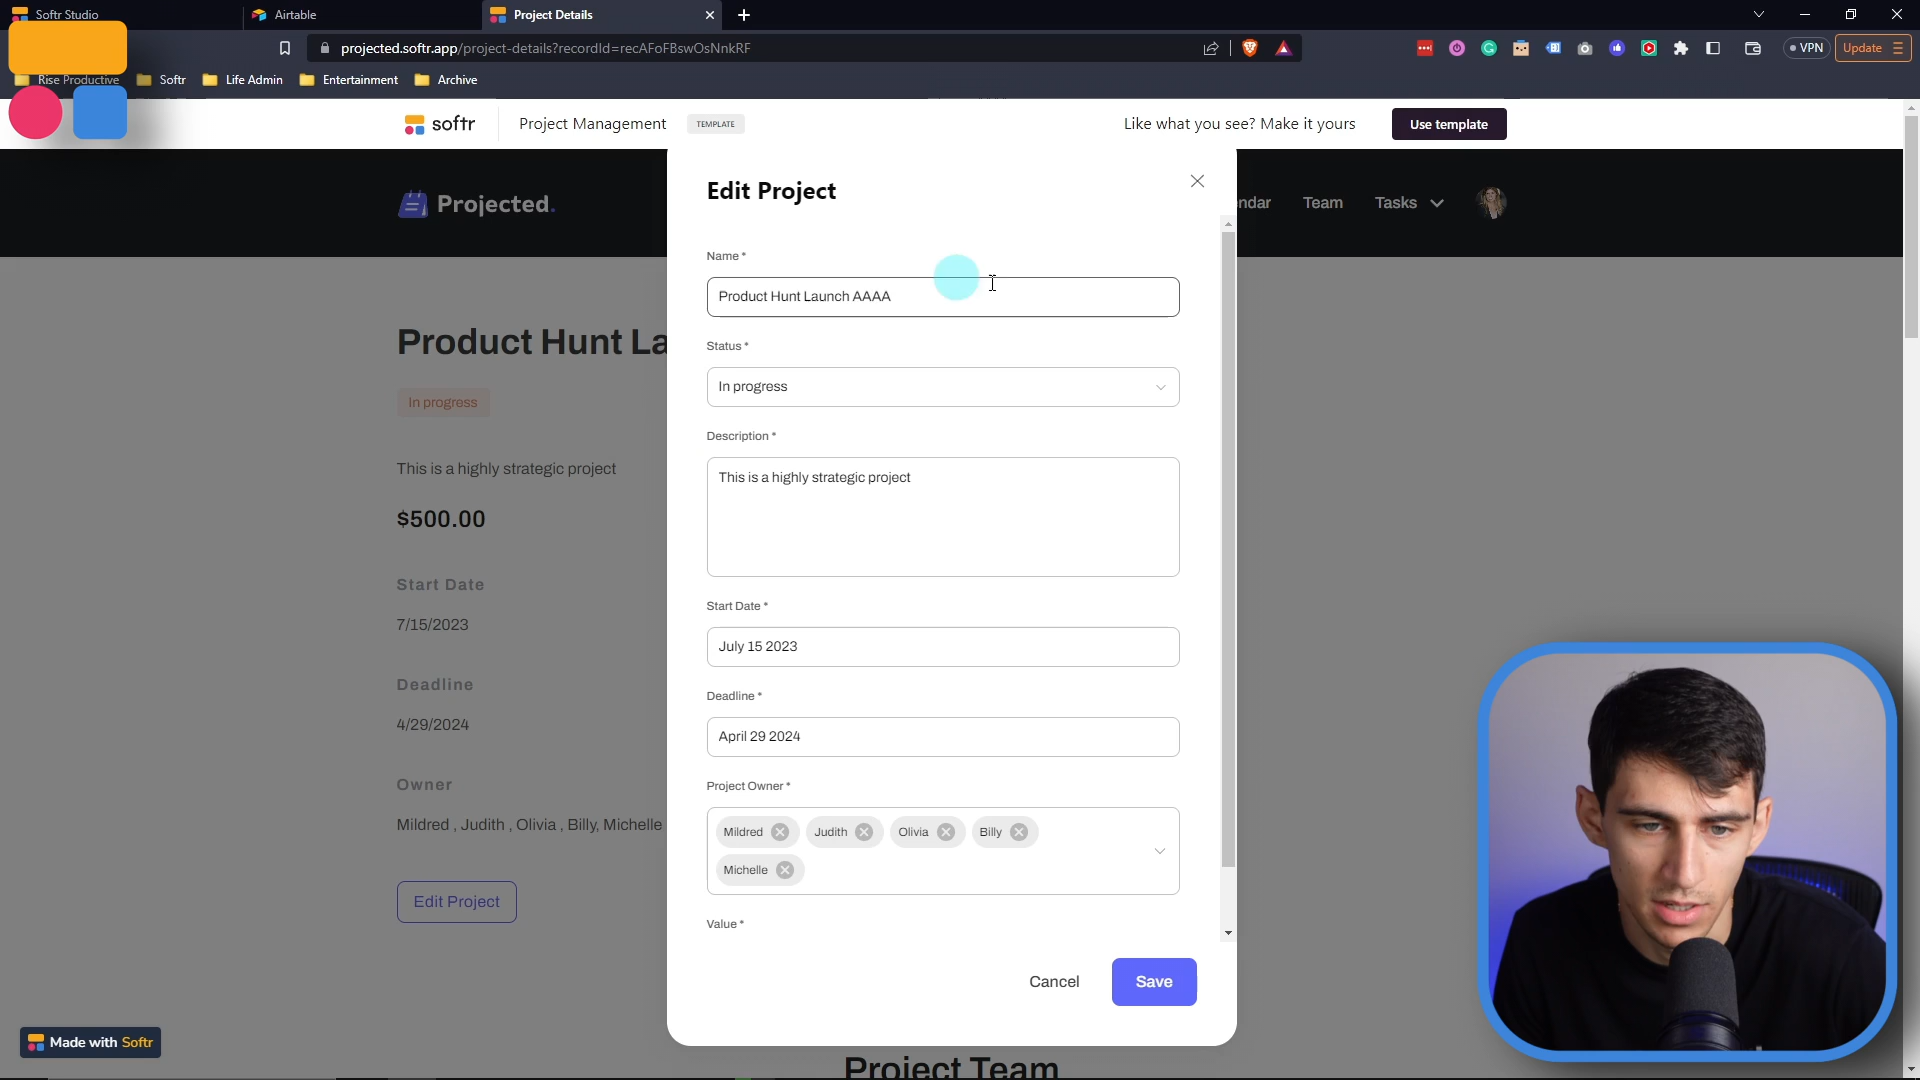 Softr Studio
Airtable
Project Details
projected.softr.app/project-details?recordId=recAFoFBswOsNnkRF
VPN
Update
Rise Productive
Softr
Life Admin
Entertainment
Archive
softr
Project Management
TEMPLATE
Like what you see? Make it yours
Use template
Projected.
ndar
Team
Tasks
Edit Project
Name *
Product Hunt Launch AAAA
Status *
In progress
Description *
This is a highly strategic project
Start Date *
July 15 2023
Deadline *
April 29 2024
Project Owner *
Mildred
Judith
Olivia
Billy
Michelle
Value *
Cancel
Save
Product Hunt La
In progress
This is a highly strategic project
$500.00
Start Date
7/15/2023
Deadline
4/29/2024
Owner
Mildred , Judith , Olivia , Billy, Michelle
Edit Project
Project Team
Made with Softr